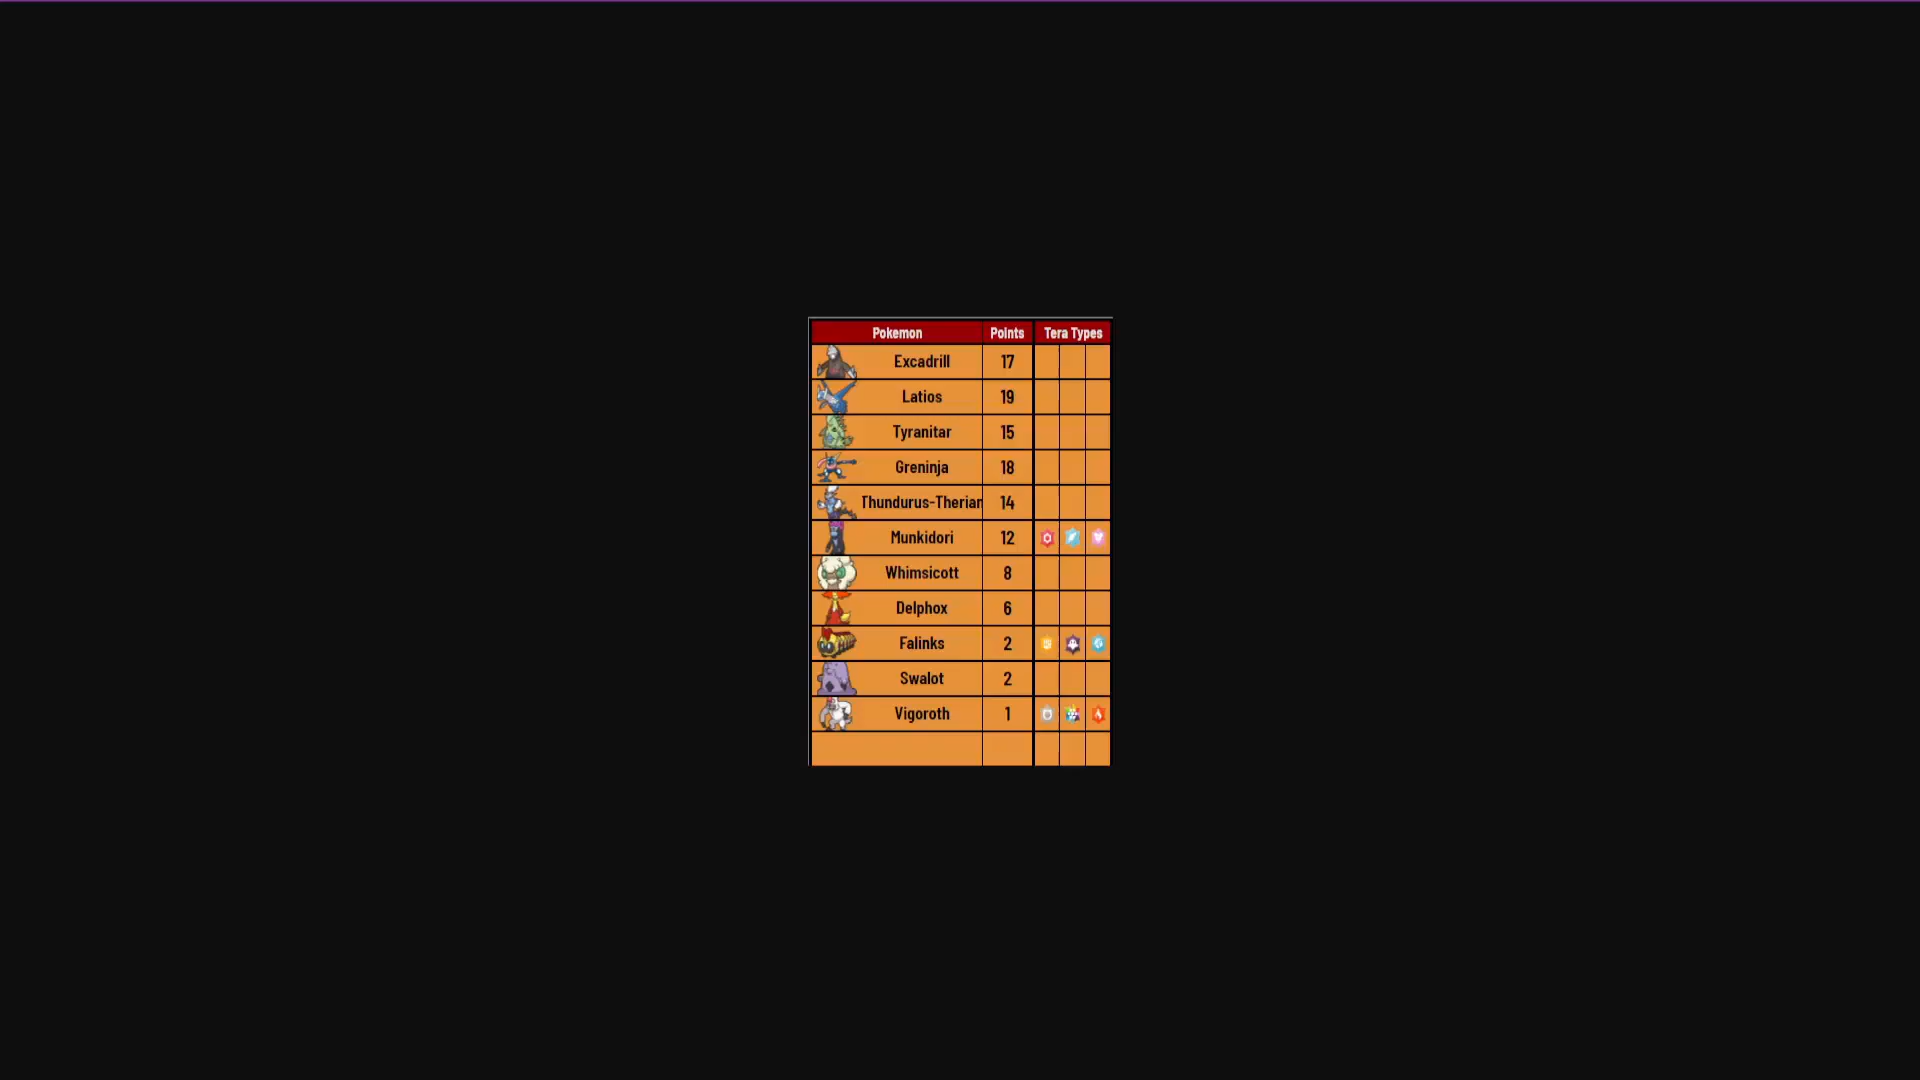 Pokemon Points Tera Types
Excadrill 17
Latios 19
Tyranitar 15
Greninja 18
Thundurus-Therian 14
Munkidori 12
Whimsicott 8
Delphox 6
Falinks 2
Swalot 2
Vigoroth 1